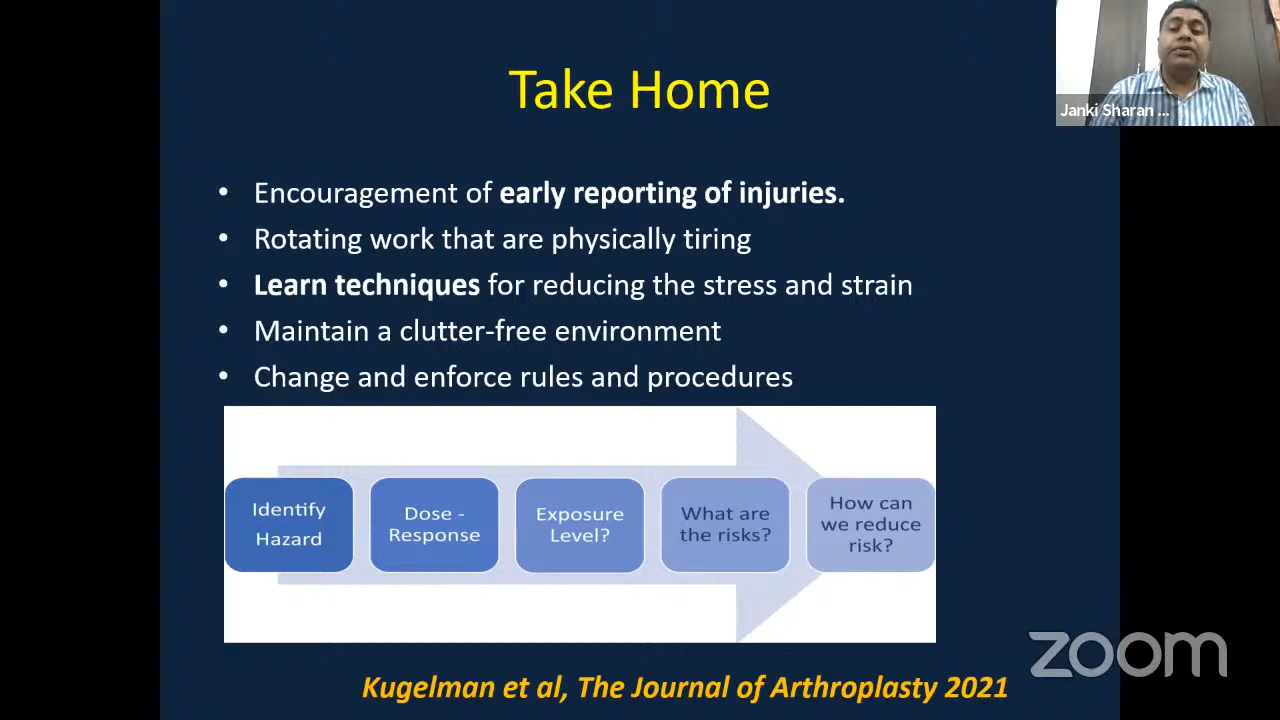 Take Home
Janki Sharan ...
• Encouragement of early reporting of injuries.
• Rotating work that are physically tiring
• Learn techniques for reducing the stress and strain
• Maintain a clutter-free environment
• Change and enforce rules and procedures
Identify
Hazard
Dose -
Response
Exposure
Level?
What are
the risks?
How can
we reduce
risk?
zoom
Kugelman et al, The Journal of Arthroplasty 2021